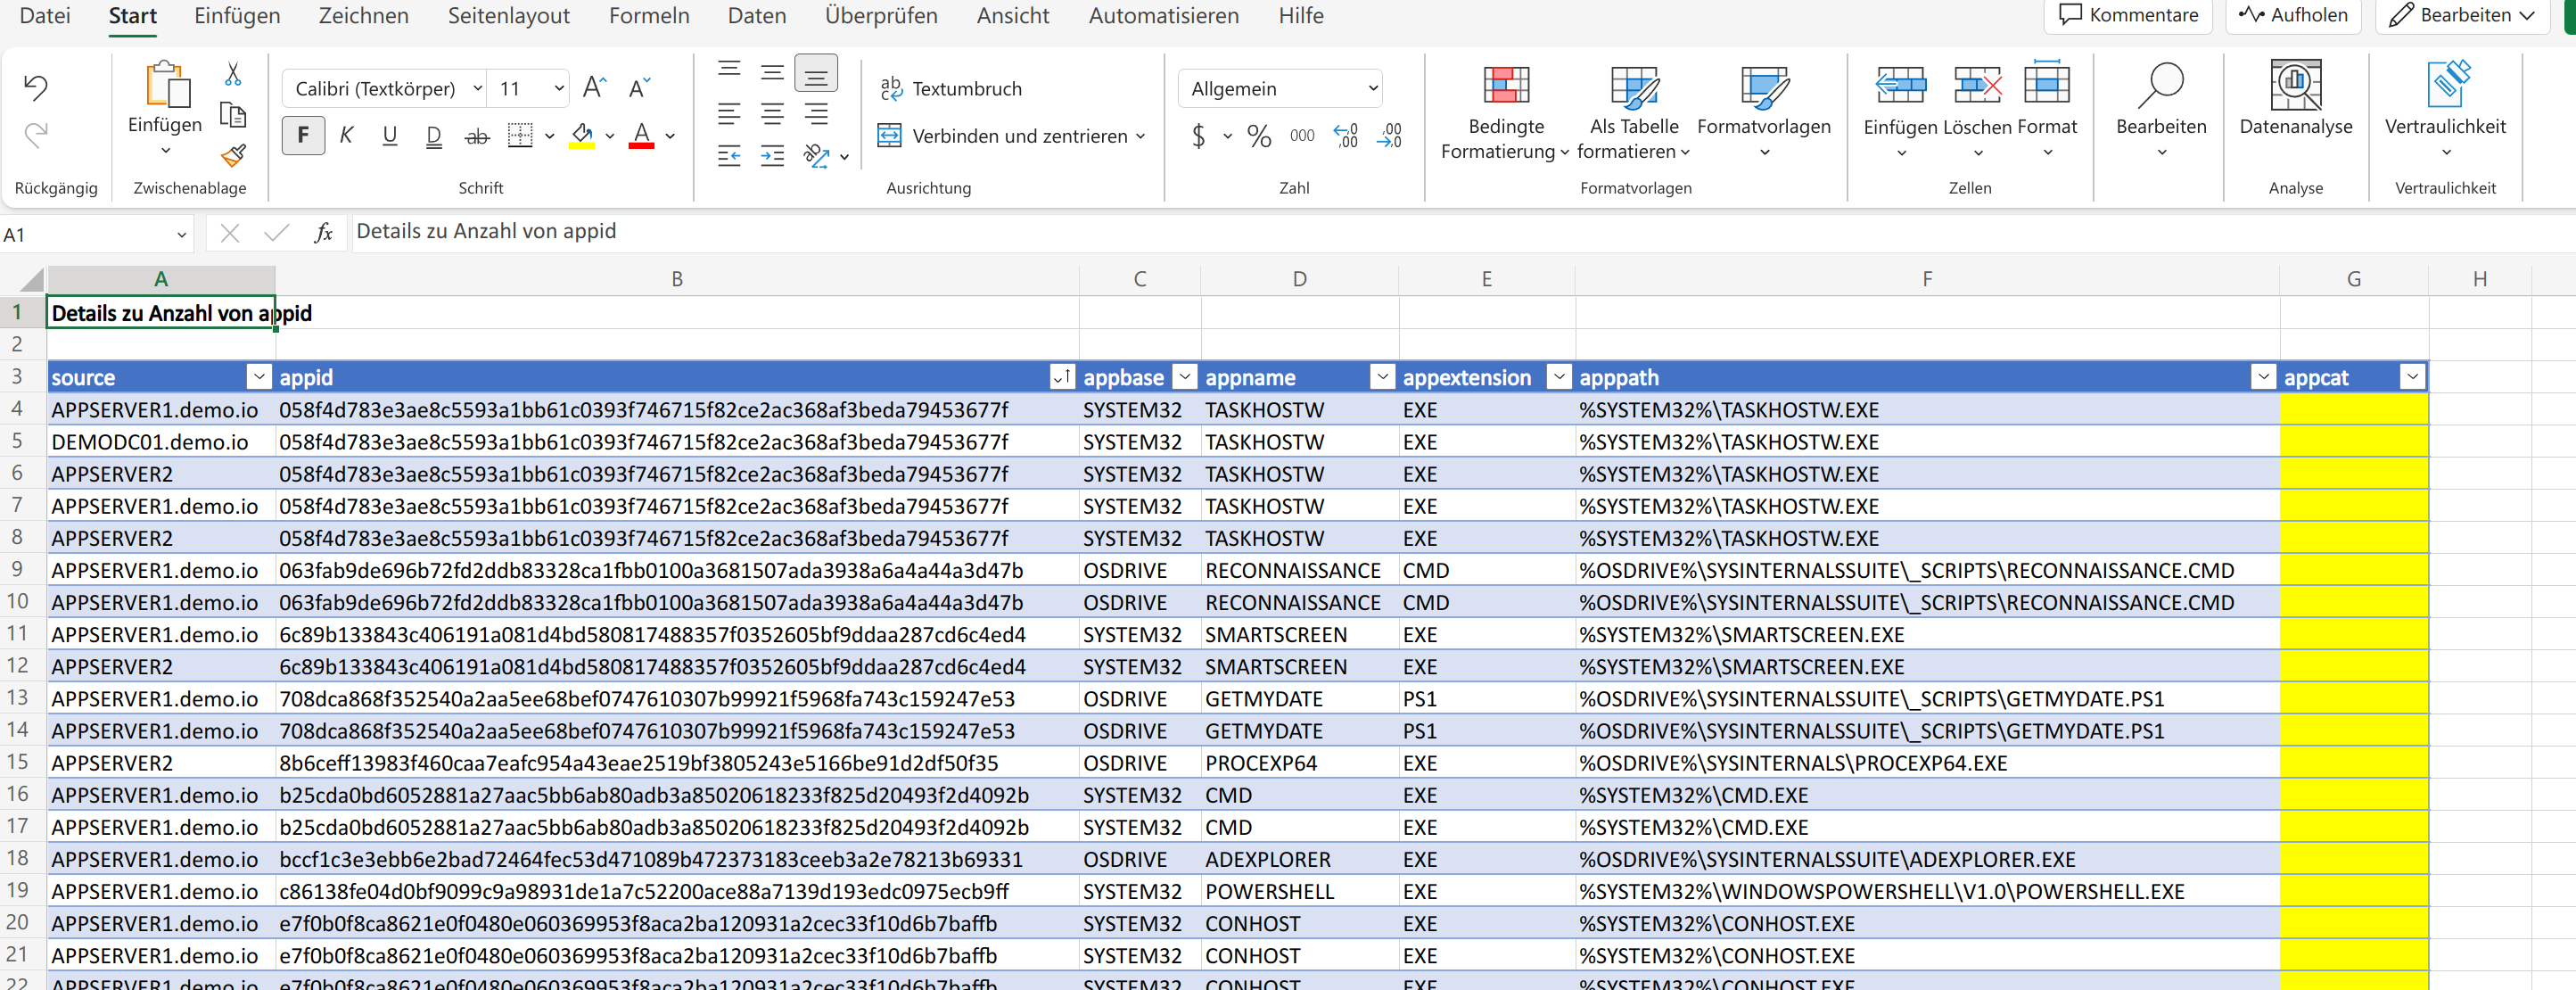 Datei Start Einfügen Zeichnen Seitenlayout Formeln Daten Überprüfen Ansicht Automatisieren Hilfe Kommentare Aufholen Bearbeiten
Calibri (Textkörper) 11 A A
ab Textumbruch
Allgemein
Einfügen
F K U D ab A
Verbinden und zentrieren
$ % 000
Bedingte Formatierung
Als Tabelle formatieren
Formatvorlagen
Einfügen Löschen Format
Bearbeiten
Datenanalyse
Vertraulichkeit
Rückgängig Zwischenablage Schrift Ausrichtung Zahl Formatvorlagen Zellen Analyse Vertraulichkeit
A1 fx Details zu Anzahl von appid
A B C D E F G H
1 Details zu Anzahl von appid
2
3 source appid appbase appname appextension apppath appcat
4 APPSERVER1.demo.io 058f4d783e3ae8c5593a1bb61c0393f746715f82ce2ac368af3beda79453677f SYSTEM32 TASKHOSTW EXE %SYSTEM32%\TASKHOSTW.EXE
5 DEMODC01.demo.io 058f4d783e3ae8c5593a1bb61c0393f746715f82ce2ac368af3beda79453677f SYSTEM32 TASKHOSTW EXE %SYSTEM32%\TASKHOSTW.EXE
6 APPSERVER2 058f4d783e3ae8c5593a1bb61c0393f746715f82ce2ac368af3beda79453677f SYSTEM32 TASKHOSTW EXE %SYSTEM32%\TASKHOSTW.EXE
7 APPSERVER1.demo.io 058f4d783e3ae8c5593a1bb61c0393f746715f82ce2ac368af3beda79453677f SYSTEM32 TASKHOSTW EXE %SYSTEM32%\TASKHOSTW.EXE
8 APPSERVER2 058f4d783e3ae8c5593a1bb61c0393f746715f82ce2ac368af3beda79453677f SYSTEM32 TASKHOSTW EXE %SYSTEM32%\TASKHOSTW.EXE
9 APPSERVER1.demo.io 063fab9de696b72fd2ddb83328ca1fbb0100a3681507ada3938a6a4a44a3d47b OSDRIVE RECONNAISSANCE CMD %OSDRIVE%\SYSINTERNALSSUITE\_SCRIPTS\RECONNAISSANCE.CMD
10 APPSERVER1.demo.io 063fab9de696b72fd2ddb83328ca1fbb0100a3681507ada3938a6a4a44a3d47b OSDRIVE RECONNAISSANCE CMD %OSDRIVE%\SYSINTERNALSSUITE\_SCRIPTS\RECONNAISSANCE.CMD
11 APPSERVER1.demo.io 6c89b133843c406191a081d4bd580817488357f0352605bf9ddaa287cd6c4ed4 SYSTEM32 SMARTSCREEN EXE %SYSTEM32%\SMARTSCREEN.EXE
12 APPSERVER2 6c89b133843c406191a081d4bd580817488357f0352605bf9ddaa287cd6c4ed4 SYSTEM32 SMARTSCREEN EXE %SYSTEM32%\SMARTSCREEN.EXE
13 APPSERVER1.demo.io 708dca868f352540a2aa5ee68bef0747610307b99921f5968fa743c159247e53 OSDRIVE GETMYDATE PS1 %OSDRIVE%\SYSINTERNALSSUITE\_SCRIPTS\GETMYDATE.PS1
14 APPSERVER1.demo.io 708dca868f352540a2aa5ee68bef0747610307b99921f5968fa743c159247e53 OSDRIVE GETMYDATE PS1 %OSDRIVE%\SYSINTERNALSSUITE\_SCRIPTS\GETMYDATE.PS1
15 APPSERVER2 8b6ceff13983f460caa7eafc954a43eae2519bf3805243e5166be91d2df50f35 OSDRIVE PROCEXP64 EXE %OSDRIVE%\SYSINTERNALS\PROCEXP64.EXE
16 APPSERVER1.demo.io b25cda0bd6052881a27aac5bb6ab80adb3a85020618233f825d20493f2d4092b SYSTEM32 CMD EXE %SYSTEM32%\CMD.EXE
17 APPSERVER1.demo.io b25cda0bd6052881a27aac5bb6ab80adb3a85020618233f825d20493f2d4092b SYSTEM32 CMD EXE %SYSTEM32%\CMD.EXE
18 APPSERVER1.demo.io bccf1c3e3ebb6e2bad72464fec53d471089b472373183ceeb3a2e78213b69331 OSDRIVE ADEXPLORER EXE %OSDRIVE%\SYSINTERNALSSUITE\ADEXPLORER.EXE
19 APPSERVER1.demo.io c86138fe04d0bf9099c9a98931de1a7c52200ace88a7139d193edc0975ecb9ff SYSTEM32 POWERSHELL EXE %SYSTEM32%\WINDOWSPOWERSHELL\V1.0\POWERSHELL.EXE
20 APPSERVER1.demo.io e7f0b0f8ca8621e0f0480e060369953f8aca2ba120931a2cec33f10d6b7baffb SYSTEM32 CONHOST EXE %SYSTEM32%\CONHOST.EXE
21 APPSERVER1.demo.io e7f0b0f8ca8621e0f0480e060369953f8aca2ba120931a2cec33f10d6b7baffb SYSTEM32 CONHOST EXE %SYSTEM32%\CONHOST.EXE
22 APPSERVER1.demo.io e7f0b0f8ca8621e0f0480e060369953f8aca2ba120931a2cec33f10d6b7baffb SYSTEM32 CONHOST EXE %SYSTEM32%\CONHOST.EXE